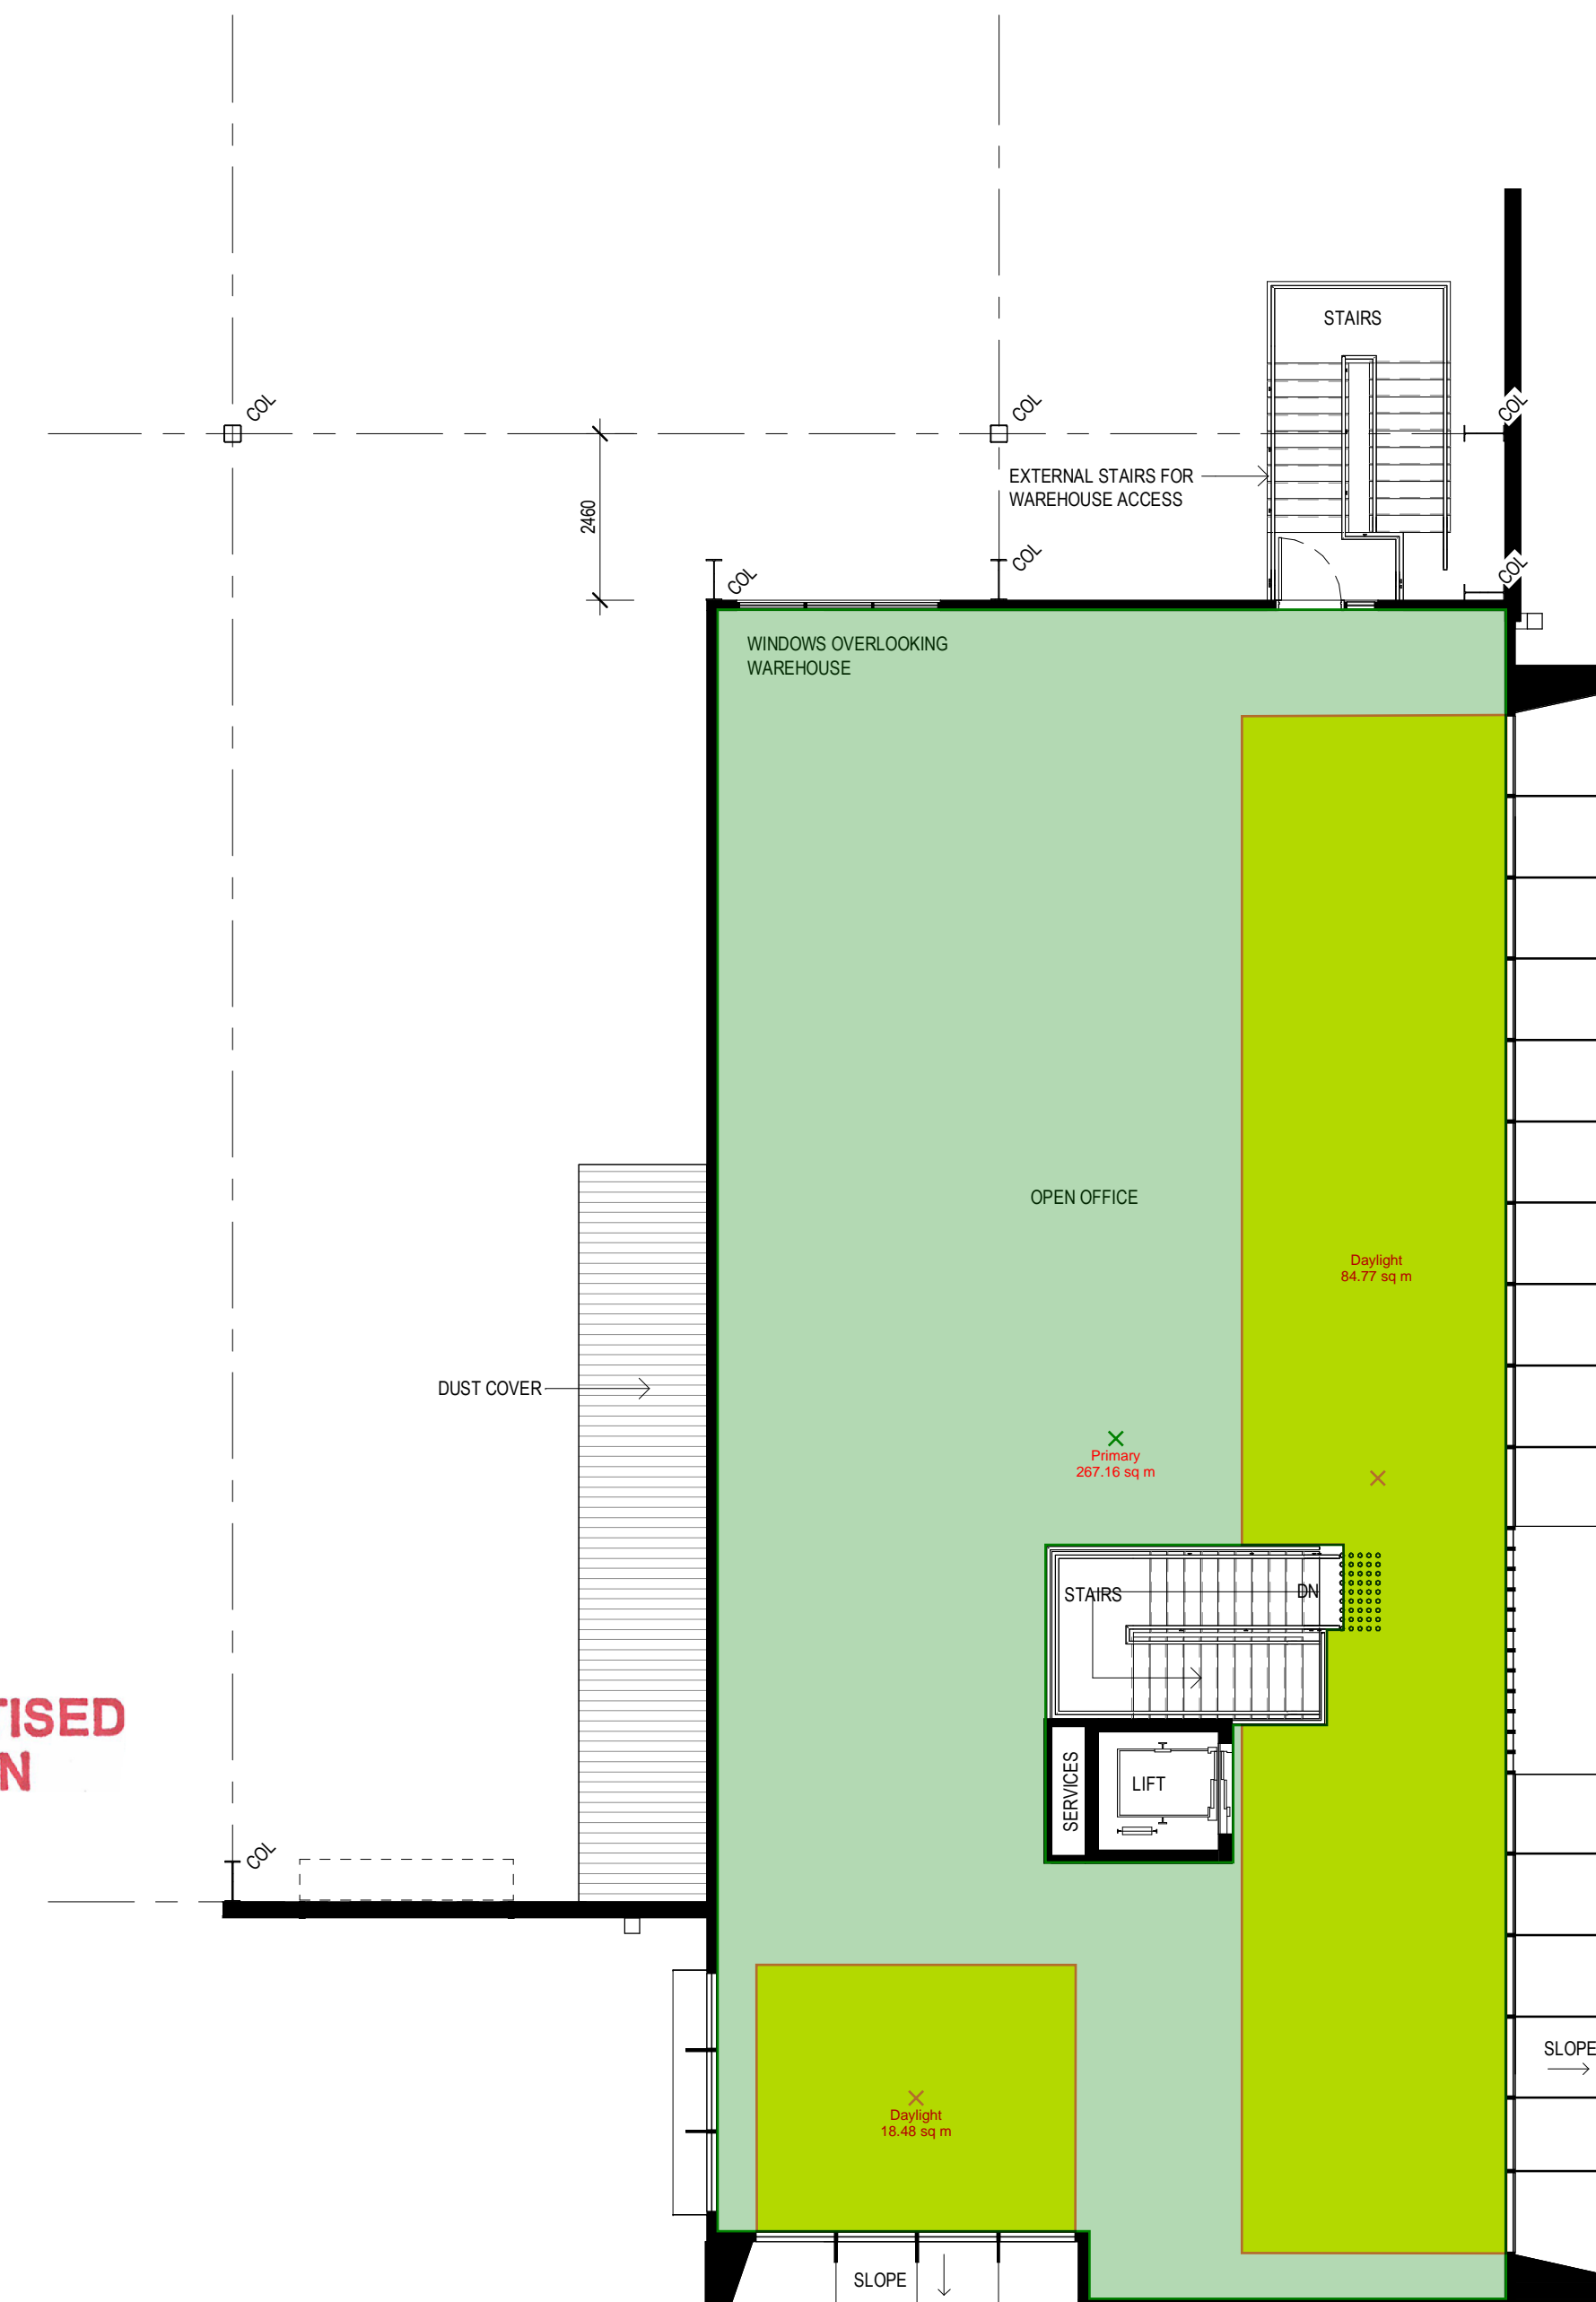 STAIRS
COL
COL
COL
EXTERNAL STAIRS FOR
WAREHOUSE ACCESS
2460
COL
COL
COL
WINDOWS OVERLOOKING
WAREHOUSE
OPEN OFFICE
Daylight
84.77 sq m
DUST COVER
Primary
267.16 sq m
STAIRS
DN
TISED
N
SERVICES
LIFT
COL
SLOPE
Daylight
18.48 sq m
SLOPE